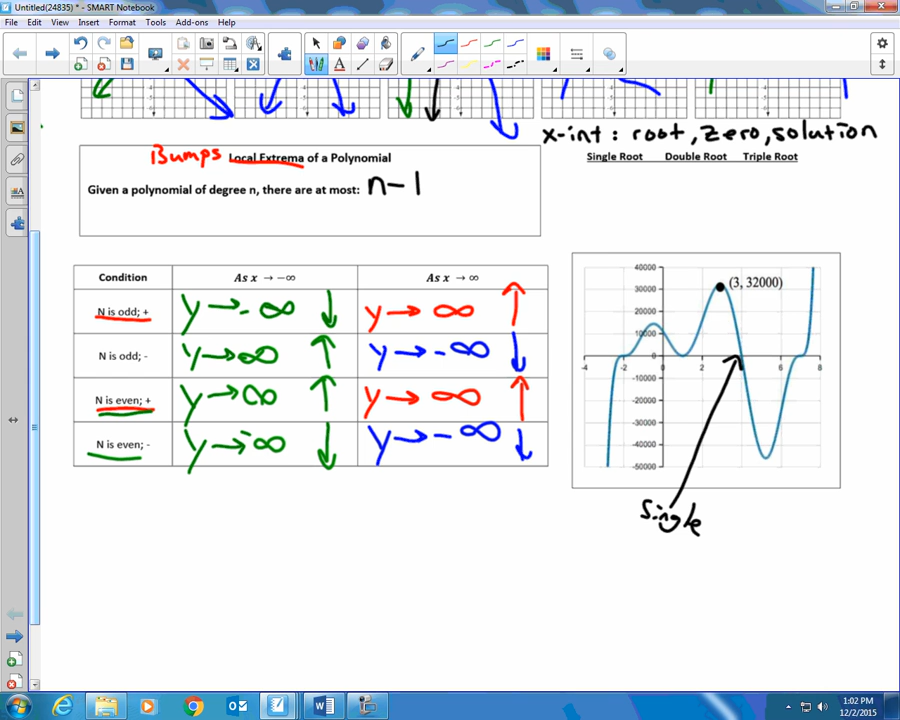 Untitled(24835) * - SMART Notebook
File Edit View Insert Format Tools Add-ons Help
x-int: root, zero, solution
Bumps Local Extrema of a Polynomial
Single Root Double Root Triple Root
Given a polynomial of degree n, there are at most: n-1
Condition As x → -∞ As x → ∞
N is odd; + y → -∞ ↓ y → ∞ ↑
N is odd; - y → ∞ ↑ y → -∞ ↓
N is even; + y → ∞ ↑ y → ∞ ↑
N is even; - y → -∞ ↓ y → -∞ ↓
40000
(3, 32000)
30000
20000
10000
0
-4 -2 0 2 4 6 8
-10000
-20000
-30000
-40000
-50000
Single
1:02 PM
12/2/2015